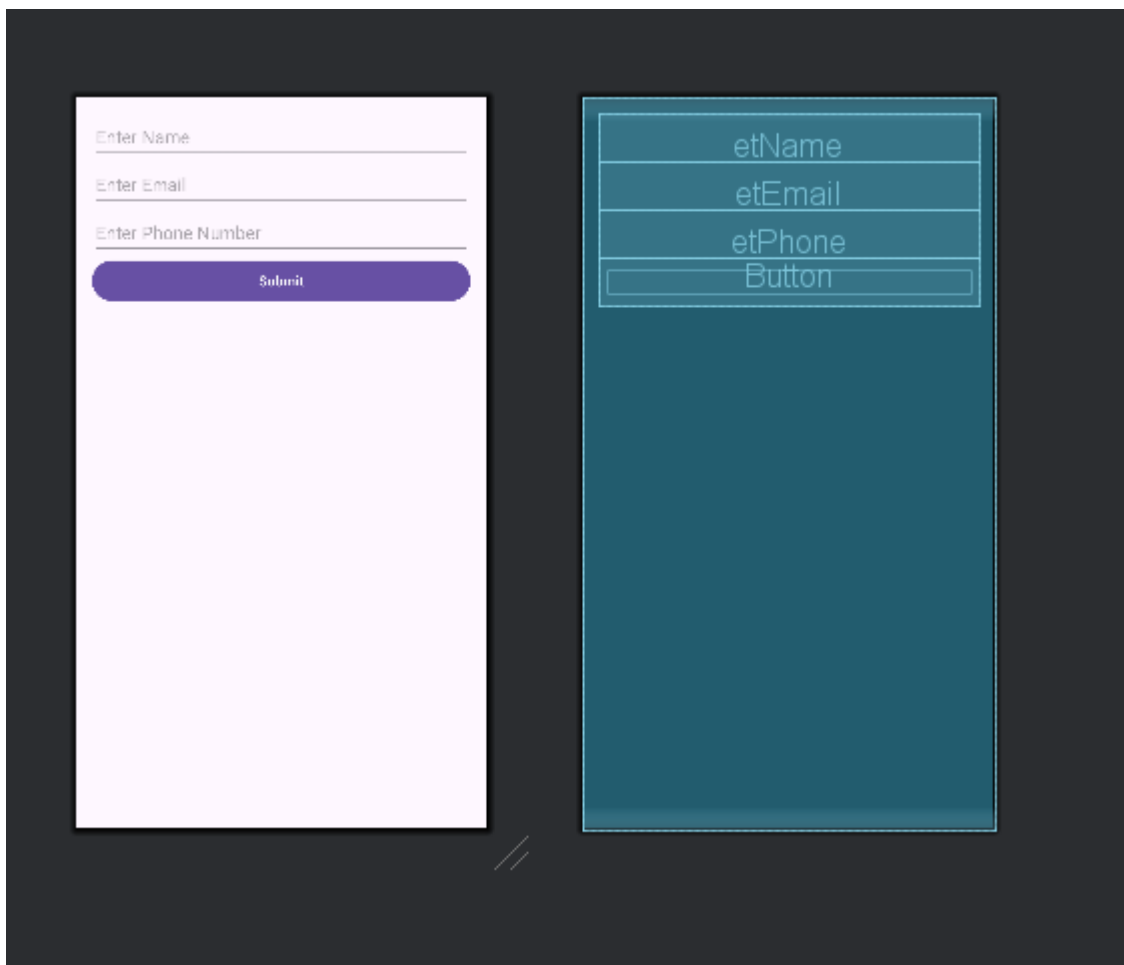 Enter Name
Enter Email
Enter Phone Number
Submit
etName
etEmail
etPhone
Button